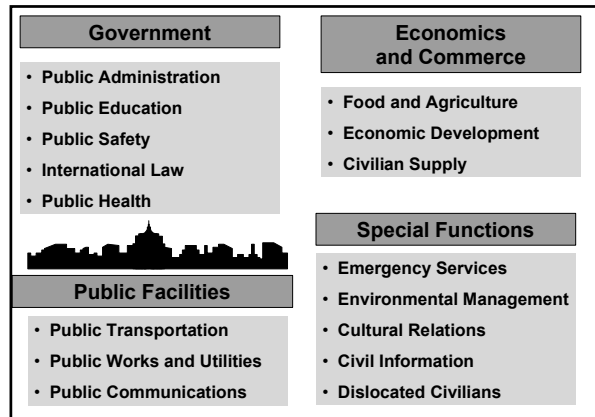 Government
• Public Administration
• Public Education
• Public Safety
• International Law
• Public Health
Public Facilities
• Public Transportation
• Public Works and Utilities
• Public Communications
Economics
and Commerce
• Food and Agriculture
• Economic Development
• Civilian Supply
Special Functions
• Emergency Services
• Environmental Management
• Cultural Relations
• Civil Information
• Dislocated Civilians